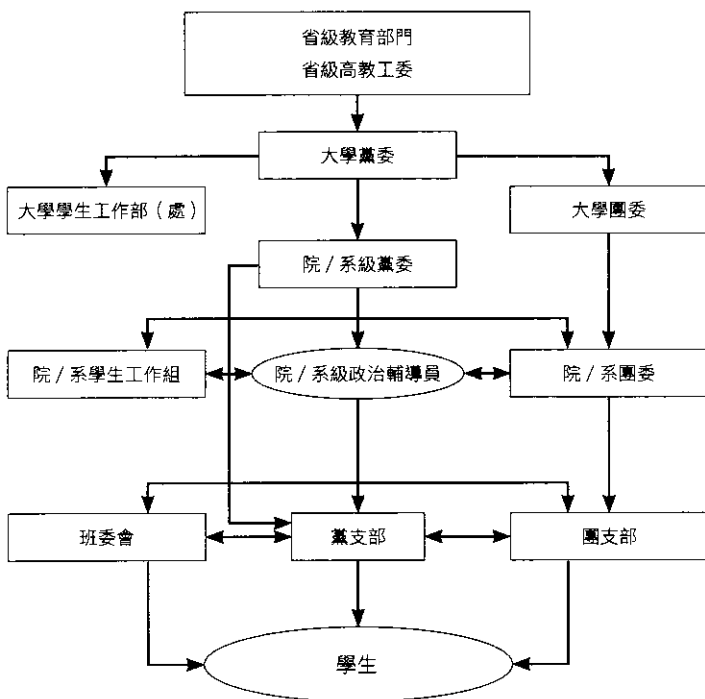 省級教育部門
省級高教工委
大學黨委
大學學生工作部（處）
大學團委
院 / 系級黨委
院 / 系學生工作組
院 / 系級政治輔導員
院 / 系團委
班委會
黨支部
團支部
學生